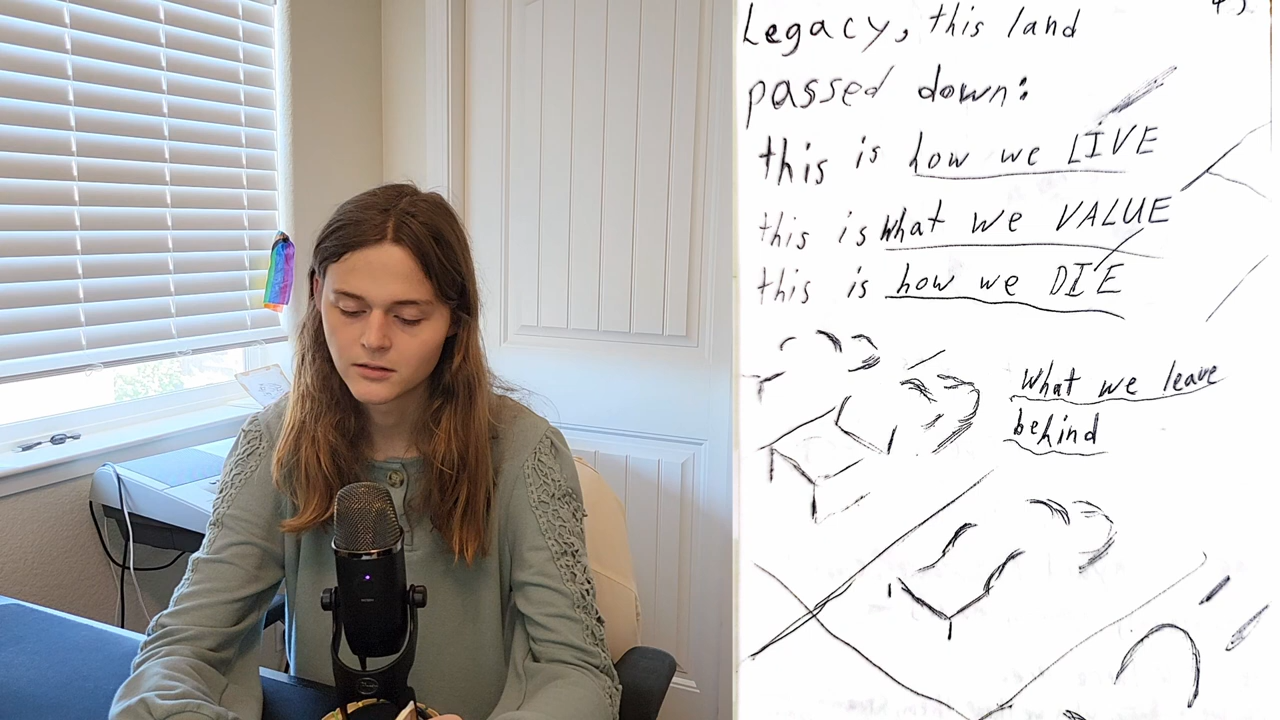 Legacy, this land
passed down:
this is how we LIVE
this is what we VALUE
this is how we DIE
What we leave
behind